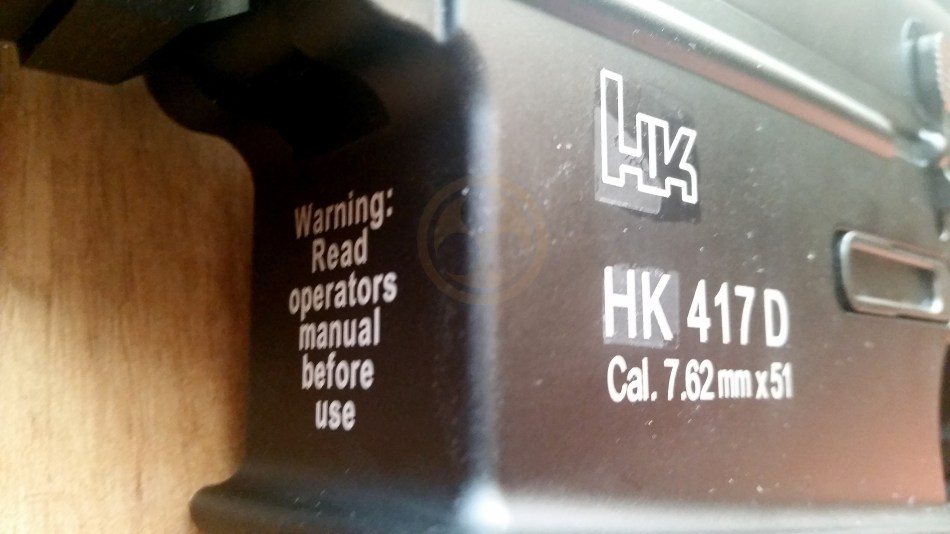 Warning:
Read
operators
manual
before
use
HK
HK 417 D
Cal. 7.62 mm x 51